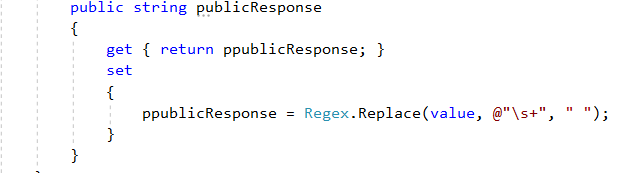 public string publicResponse
{
get { return ppublicResponse; }
set
{
ppublicResponse = Regex.Replace(value, @"\s+", " ");
}
}